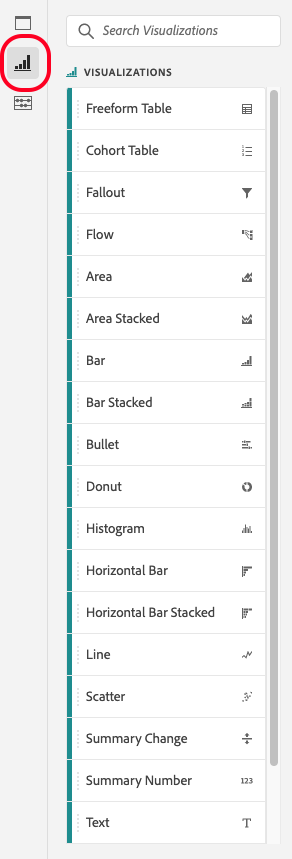 Search Visualizations
VISUALIZATIONS
Freeform Table
Cohort Table
Fallout
Flow
Area
Area Stacked
Bar
Bar Stacked
Bullet
Donut
Histogram
Horizontal Bar
Horizontal Bar Stacked
Line
Scatter
Summary Change
Summary Number 123
Text T